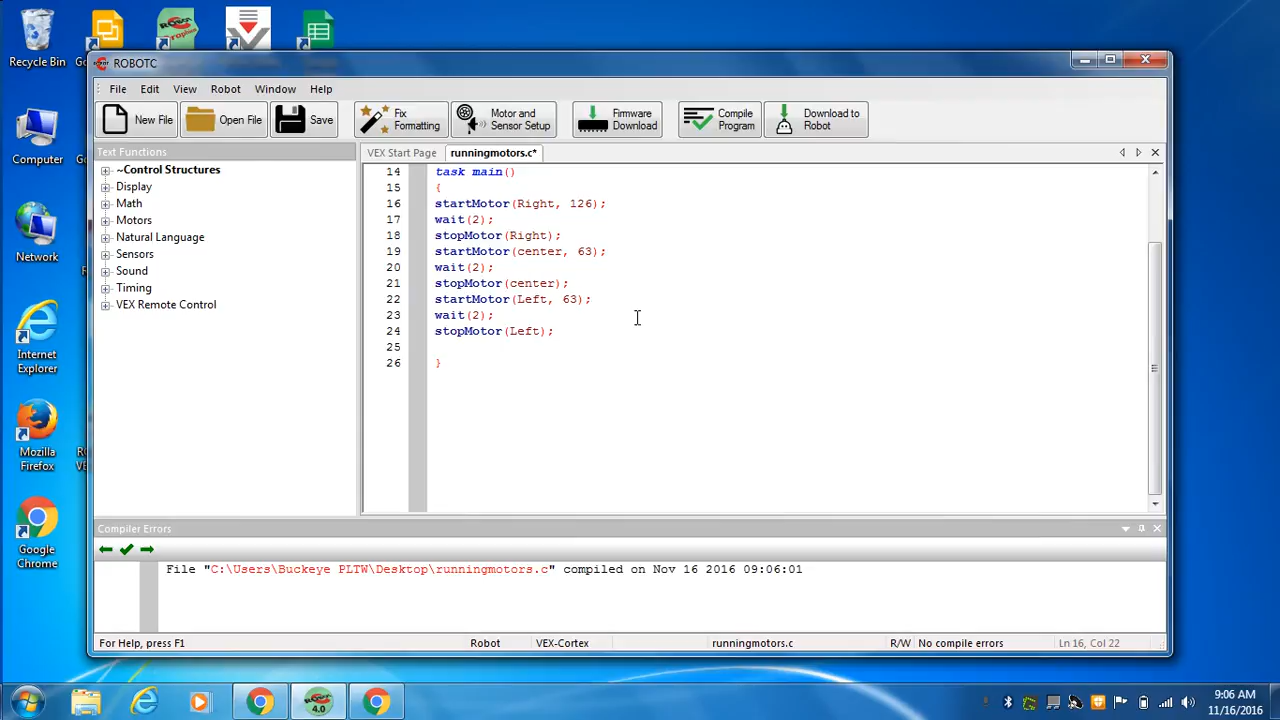 Recycle Bin
Computer
Network
Internet
Explorer
Mozilla
Firefox
Google
Chrome
ROBOTC
File Edit View Robot Window Help
New File Open File Save Fix Formatting Motor and Sensor Setup Firmware Download Compile Program Download to Robot
Text Functions
~Control Structures
Display
Math
Motors
Natural Language
Sensors
Sound
Timing
VEX Remote Control
VEX Start Page runningmotors.c*
14 task main()
15 {
16 startMotor(Right, 126);
17 wait(2);
18 stopMotor(Right);
19 startMotor(center, 63);
20 wait(2);
21 stopMotor(center);
22 startMotor(Left, 63);
23 wait(2);
24 stopMotor(Left);
25
26 }
Compiler Errors
File "C:\Users\Buckeye PLTW\Desktop\runningmotors.c" compiled on Nov 16 2016 09:06:01
For Help, press F1 Robot VEX-Cortex runningmotors.c R/W No compile errors Ln 16, Col 22
4.0
9:06 AM
11/16/2016